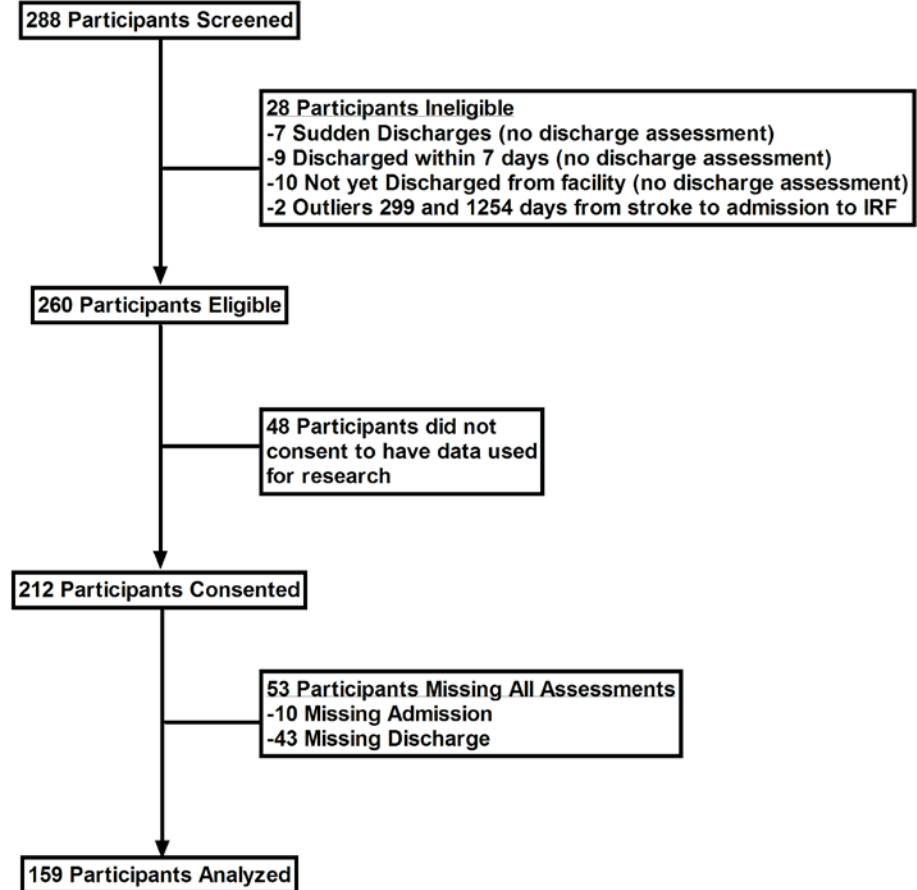 288 Participants Screened
28 Participants Ineligible
-7 Sudden Discharges (no discharge assessment)
-9 Discharged within 7 days (no discharge assessment)
-10 Not yet Discharged from facility (no discharge assessment)
-2 Outliers 299 and 1254 days from stroke to admission to IRF
260 Participants Eligible
48 Participants did not
consent to have data used
for research
212 Participants Consented
53 Participants Missing All Assessments
-10 Missing Admission
-43 Missing Discharge
159 Participants Analyzed